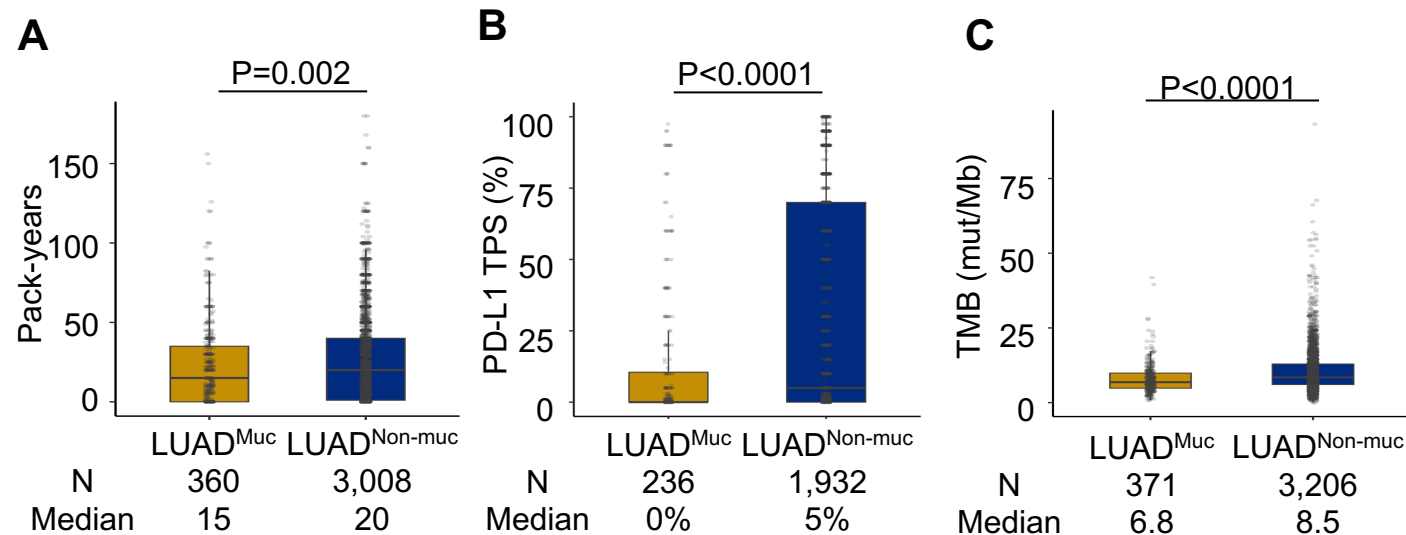 A
P=0.002
Pack-years
150
100
50
0
LUAD^Muc LUAD^Non-muc
N 360 3,008
Median 15 20
B
P<0.0001
PD-L1 TPS (%)
100
75
50
25
0
LUAD^Muc LUAD^Non-muc
N 236 1,932
Median 0% 5%
C
P<0.0001
TMB (mut/Mb)
75
50
25
0
LUAD^Muc LUAD^Non-muc
N 371 3,206
Median 6.8 8.5